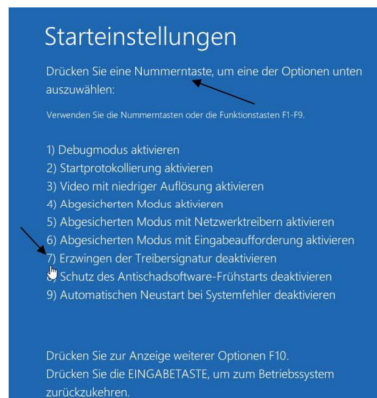 Starteinstellungen
Drücken Sie eine Nummerntaste, um eine der Optionen unten
auszuwählen:
Verwenden Sie die Nummerntasten oder die Funktionstasten F1-F9.
1) Debugmodus aktivieren
2) Startprotokollierung aktivieren
3) Video mit niedriger Auflösung aktivieren
4) Abgesicherten Modus aktivieren
5) Abgesicherten Modus mit Netzwerktreibern aktivieren
6) Abgesicherten Modus mit Eingabeaufforderung aktivieren
7) Erzwingen der Treibersignatur deaktivieren
8) Schutz des Antischadsoftware-Frühstarts deaktivieren
9) Automatischen Neustart bei Systemfehler deaktivieren
Drücken Sie zur Anzeige weiterer Optionen F10.
Drücken Sie die EINGABETASTE, um zum Betriebssystem
zurückzukehren.